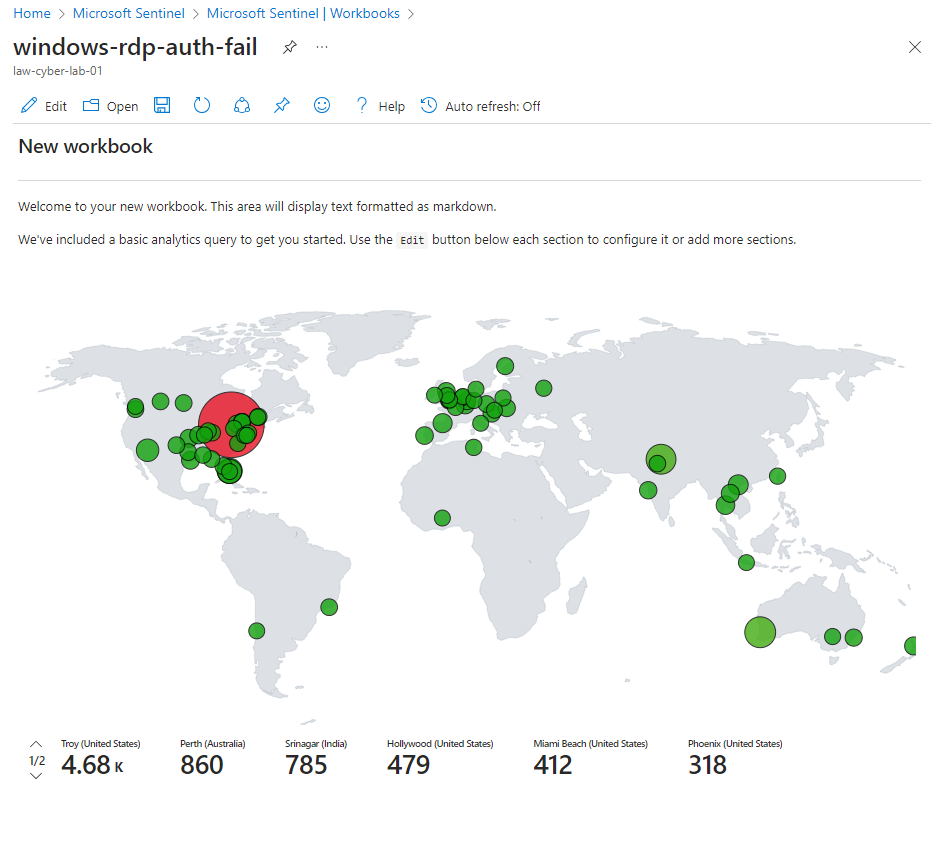 Home > Microsoft Sentinel > Microsoft Sentinel | Workbooks >
windows-rdp-auth-fail ...
law-cyber-lab-01
Edit Open Help Auto refresh: Off
New workbook
Welcome to your new workbook. This area will display text formatted as markdown.
We've included a basic analytics query to get you started. Use the Edit button below each section to configure it or add more sections.
Troy (United States) Perth (Australia) Srinagar (India) Hollywood (United States) Miami Beach (United States) Phoenix (United States)
1/2 4.68 K 860 785 479 412 318